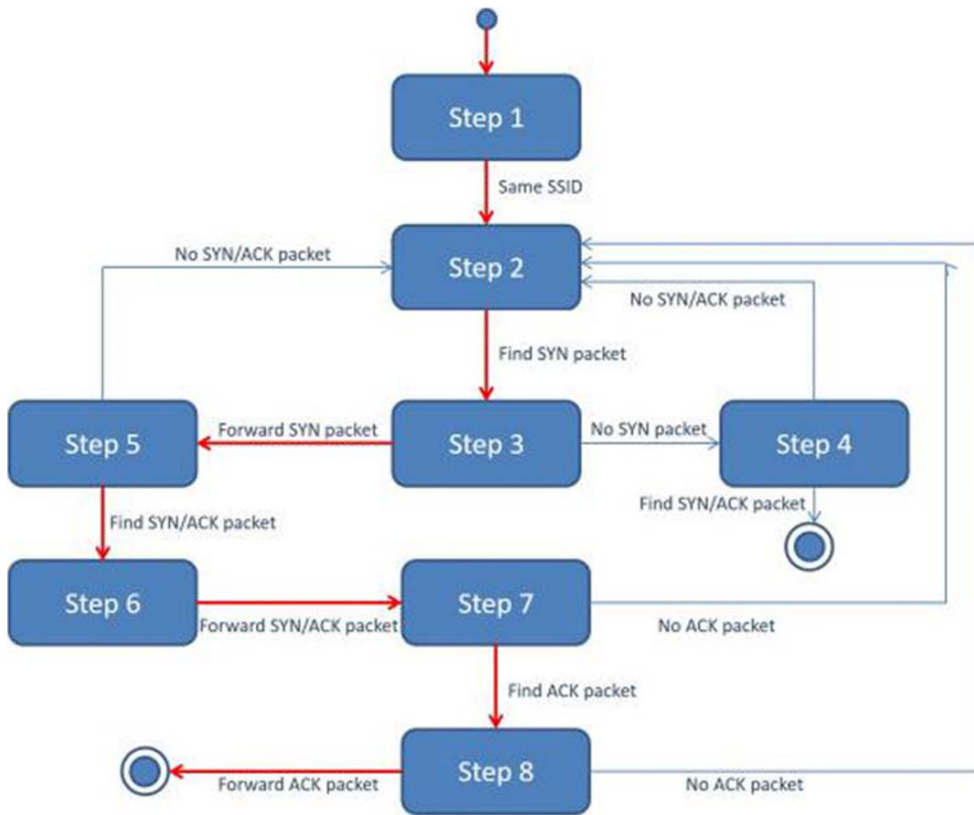 Step 1
Same SSID
No SYN/ACK packet
Step 2
No SYN/ACK packet
Find SYN packet
Step 5
Forward SYN packet
Step 3
No SYN packet
Step 4
Find SYN/ACK packet
Find SYN/ACK packet
Step 6
Forward SYN/ACK packet
Step 7
No ACK packet
Find ACK packet
Forward ACK packet
Step 8
No ACK packet